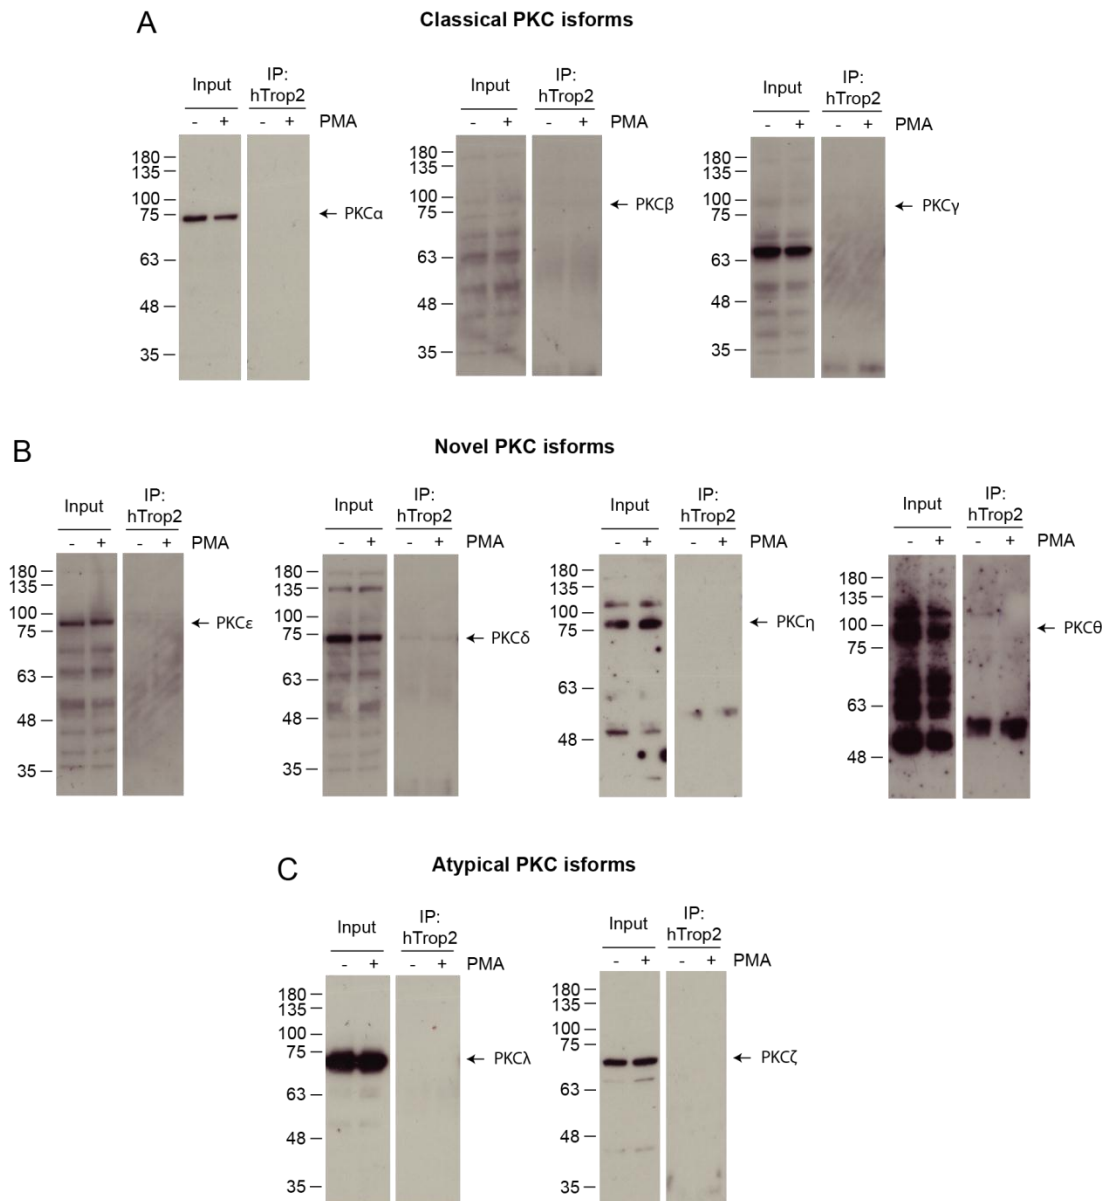 A
Classical PKC isforms
Input
IP:
hTrop2
- + - + PMA
180
135
100
75
63
48
35
← PKCα
Input
IP:
hTrop2
- + - + PMA
180
135
100
75
63
48
35
← PKCβ
Input
IP:
hTrop2
- + - + PMA
180
135
100
75
63
48
35
← PKCγ
B
Novel PKC isforms
Input
IP:
hTrop2
- + - + PMA
180
135
100
75
63
48
35
← PKCε
Input
IP:
hTrop2
- + - + PMA
180
135
100
75
63
48
35
← PKCδ
Input
IP:
hTrop2
- + - + PMA
180
135
100
75
63
48
← PKCη
Input
IP:
hTrop2
- + - + PMA
180
135
100
75
63
48
← PKCθ
C
Atypical PKC isforms
Input
IP:
hTrop2
- + - + PMA
180
135
100
75
63
48
35
← PKCλ
Input
IP:
hTrop2
- + - + PMA
180
135
100
75
63
48
35
← PKCζ